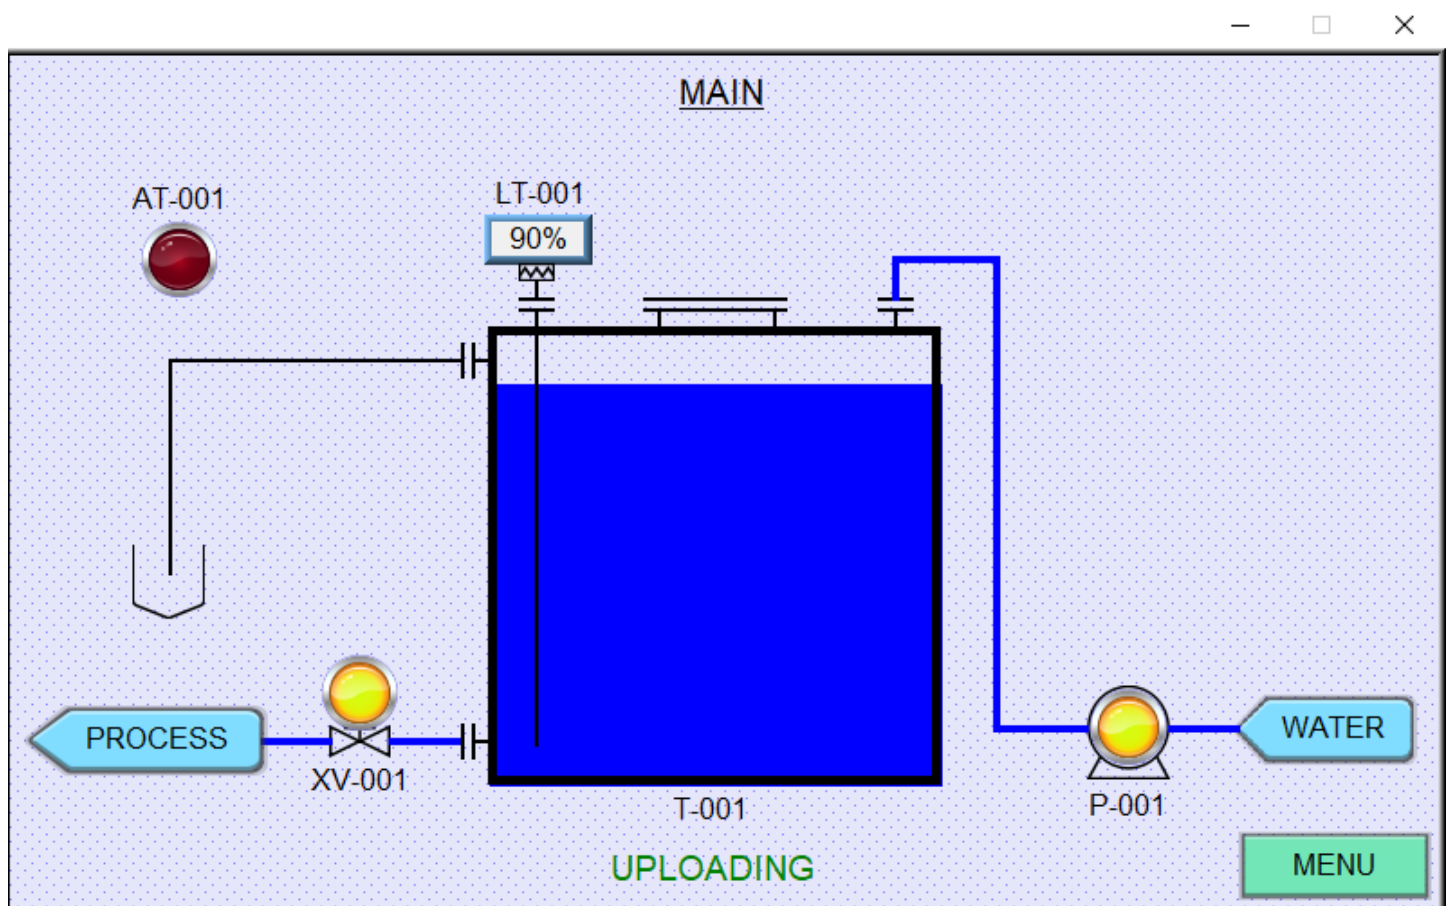 MAIN
AT-001
LT-001
90%
PROCESS
XV-001
T-001
WATER
P-001
UPLOADING
MENU